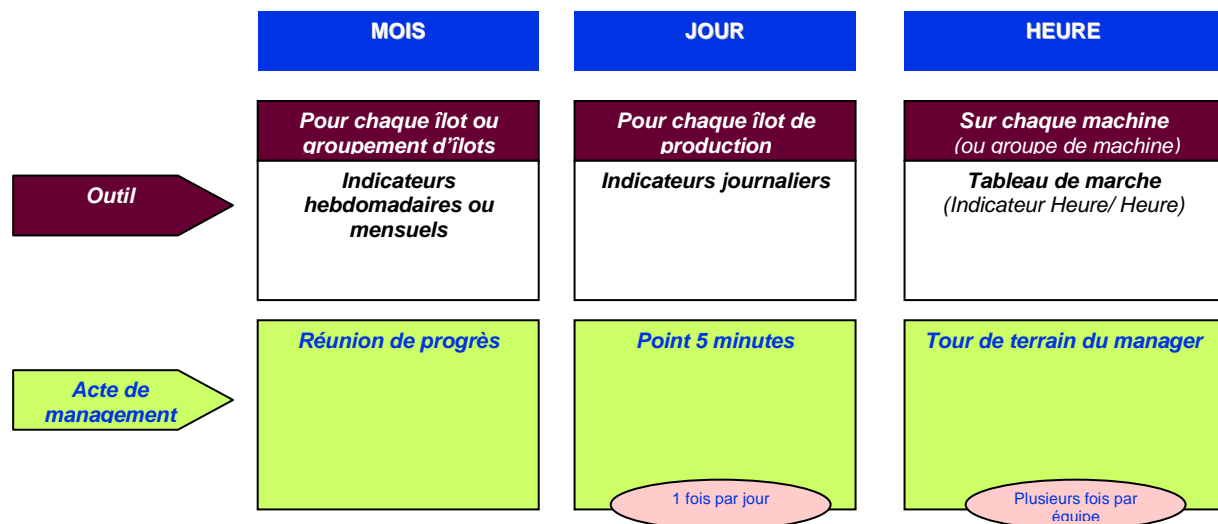 MOIS
JOUR
HEURE
Pour chaque îlot ou
groupement d'îlots
Pour chaque îlot de
production
Sur chaque machine
(ou groupe de machine)
Outil
Indicateurs
hebdomadaires ou
mensuels
Indicateurs journaliers
Tableau de marche
(Indicateur Heure/ Heure)
Acte de
management
Réunion de progrès
Point 5 minutes
1 fois par jour
Tour de terrain du manager
Plusieurs fois par
équipe